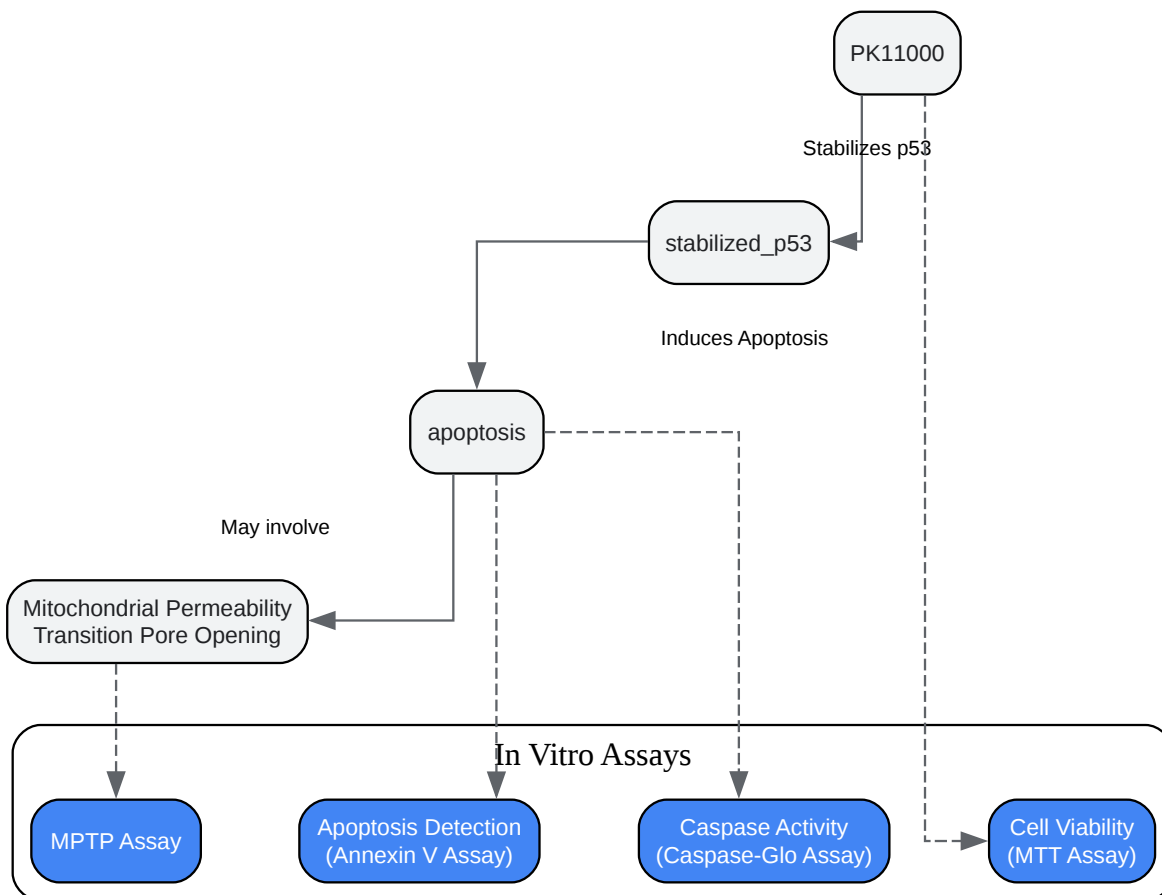 PK11000
Stabilizes p53
stabilized_p53
Induces Apoptosis
apoptosis
May involve
Mitochondrial Permeability
Transition Pore Opening
In Vitro Assays
MPTP Assay
Apoptosis Detection
(Annexin V Assay)
Caspase Activity
(Caspase-Glo Assay)
Cell Viability
(MTT Assay)